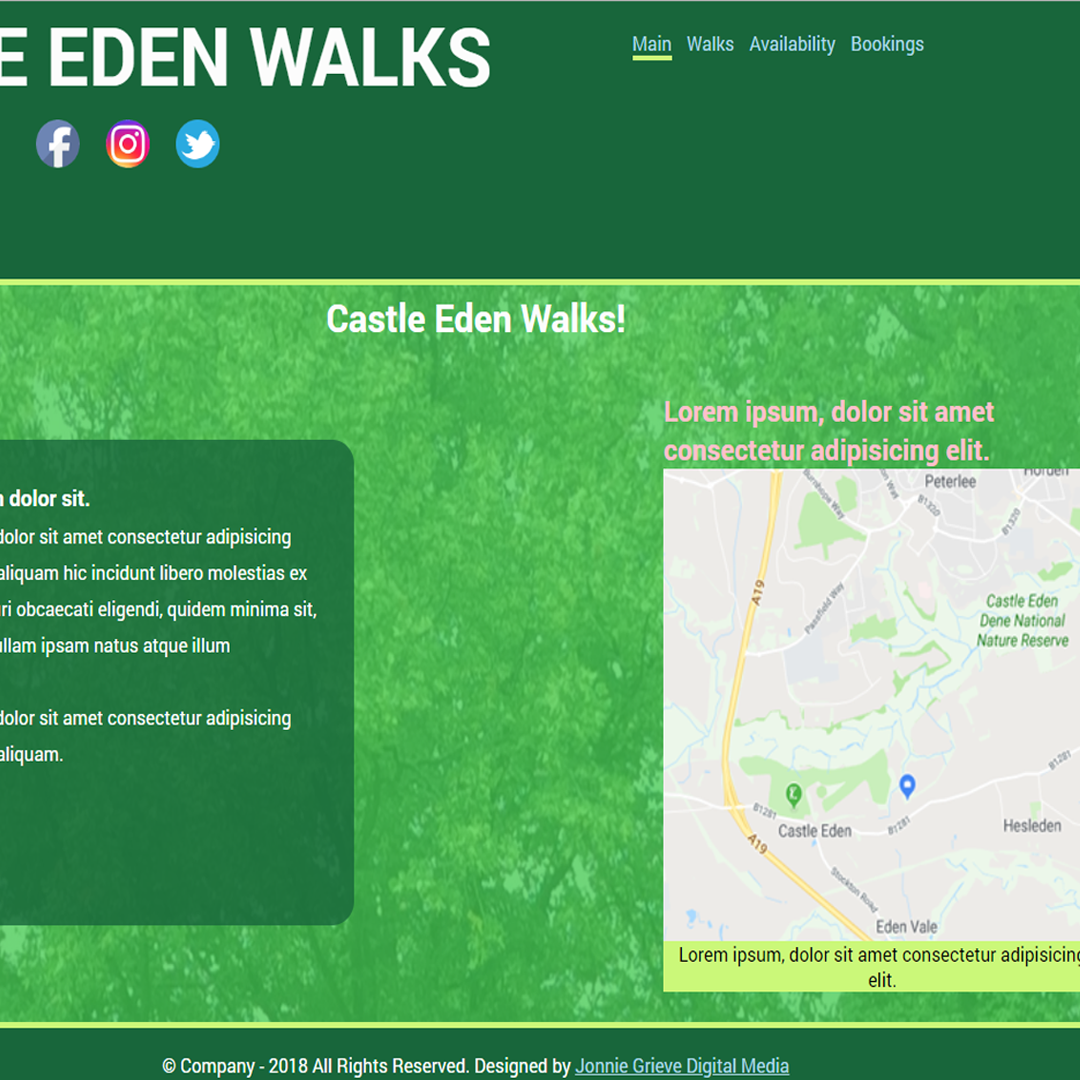 E EDEN WALKS
Main Walks Availability Bookings
Castle Eden Walks!
dolor sit.
dolor sit amet consectetur adipisicing
aliquam hic incidunt libero molestias ex
ri obcaecati eligendi, quidem minima sit,
ullam ipsam natus atque illum
dolor sit amet consectetur adipisicing
aliquam.
Lorem ipsum, dolor sit amet
consectetur adipisicing elit.
Horden
Peterlee
Burnhope Way
Way
B1320
B1320
A19
Passfield Way
Castle Eden
Dene National
Nature Reserve
B1281
B1281
Castle Eden
B1281
Hesleden
A19
Stockton Road
Eden Vale
Lorem ipsum, dolor sit amet consectetur adipisicing
elit.
© Company - 2018 All Rights Reserved. Designed by Jonnie Grieve Digital Media